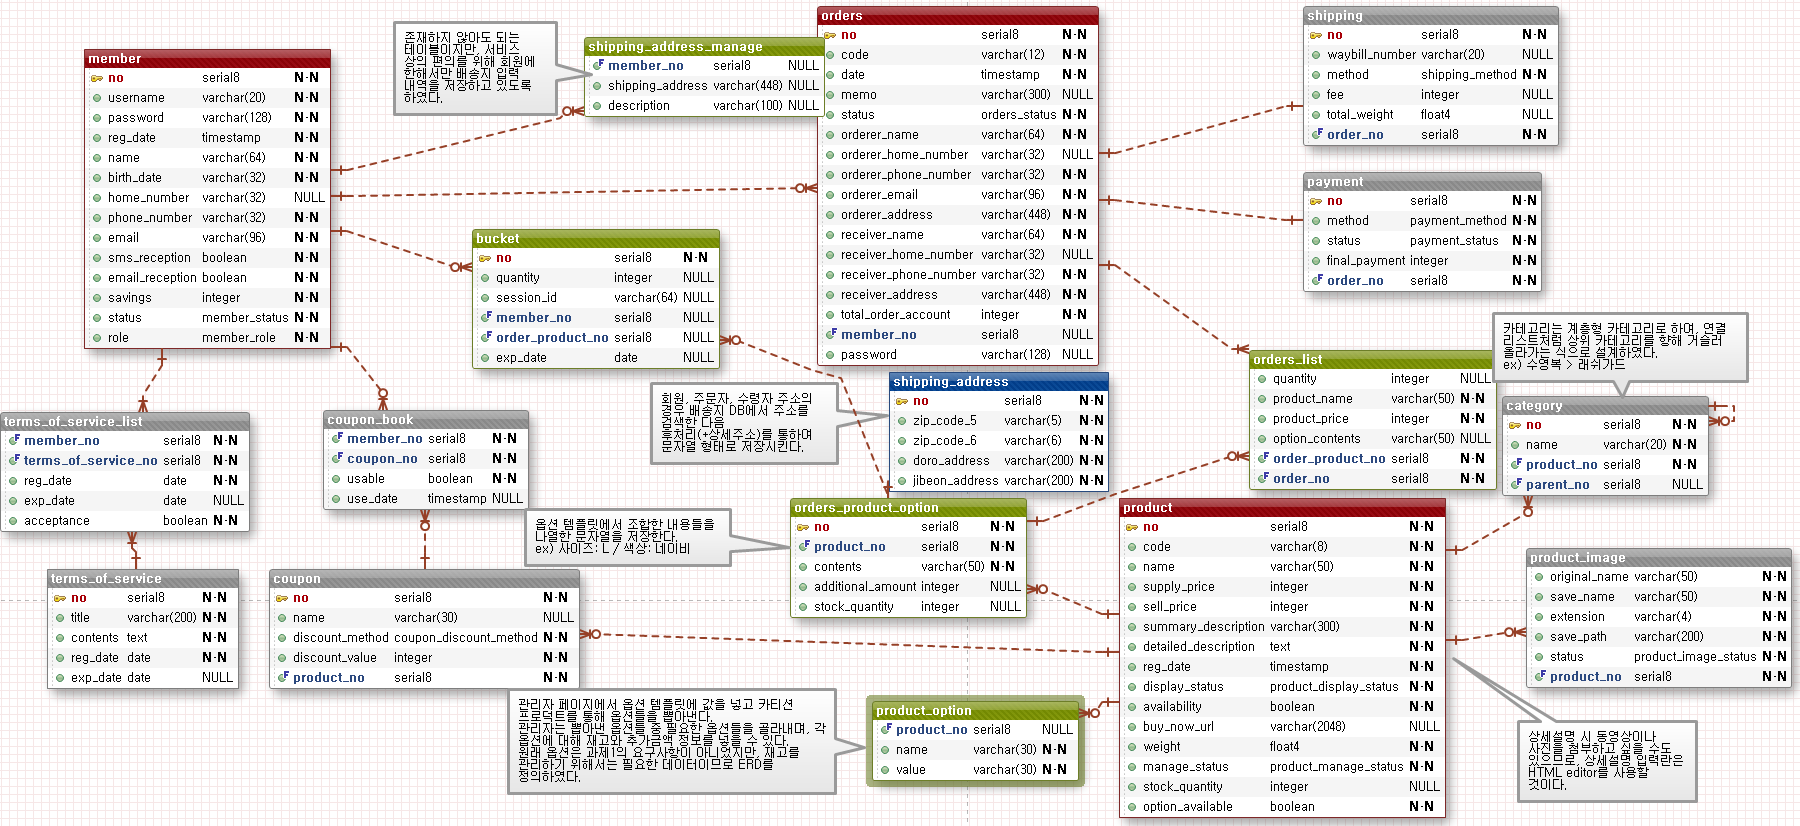 존재하지 않아도 되는
테이블이지만, 서비스
상의 편의를 위해 회원에
한해서만 배송지 입력
내역을 저장하고 있도록
하였다.
member
no serial8 N-N
username varchar(20) N-N
password varchar(128) N-N
reg_date timestamp N-N
name varchar(64) N-N
birth_date varchar(32) N-N
home_number varchar(32) NULL
phone_number varchar(32) N-N
email varchar(96) N-N
sms_reception boolean N-N
email_reception boolean N-N
savings integer N-N
status member_status N-N
role member_role N-N
shipping_address_manage
member_no serial8 NULL
shipping_address varchar(448) NULL
description varchar(100) NULL
orders
no serial8 N-N
code varchar(12) N-N
date timestamp N-N
memo varchar(300) NULL
status orders_status N-N
orderer_name varchar(64) N-N
orderer_home_number varchar(32) NULL
orderer_phone_number varchar(32) N-N
orderer_email varchar(96) N-N
orderer_address varchar(448) N-N
receiver_name varchar(64) N-N
receiver_home_number varchar(32) NULL
receiver_phone_number varchar(32) N-N
receiver_address varchar(448) N-N
total_order_account integer N-N
member_no serial8 NULL
password varchar(128) NULL
shipping
no serial8 N-N
waybill_number varchar(20) NULL
method shipping_method N-N
fee integer NULL
total_weight float4 NULL
order_no serial8 N-N
payment
no serial8 N-N
method payment_method N-N
status payment_status N-N
final_payment integer N-N
order_no serial8 N-N
bucket
no serial8 N-N
quantity integer NULL
session_id varchar(64) NULL
member_no serial8 NULL
order_product_no serial8 NULL
exp_date date NULL
카테고리는 계층형 카테고리로 하며, 연결
리스트처럼 상위 카테고리를 향해 거슬러
올라가는 식으로 설계하였다.
ex) 수영복 > 래쉬가드
orders_list
quantity integer NULL
product_name varchar(50) N-N
product_price integer N-N
option_contents varchar(50) NULL
order_product_no serial8 N-N
order_no serial8 N-N
category
no serial8 N-N
name varchar(20) N-N
product_no serial8 N-N
parent_no serial8 NULL
회원, 주문자, 수령자 주소의
경우 배송지 DB에서 주소를
검색한 다음
후처리(+상세주소)를 통하여
문자열 형태로 저장시킨다.
shipping_address
no serial8 N-N
zip_code_5 varchar(5) N-N
zip_code_6 varchar(6) N-N
doro_address varchar(200) N-N
jibeon_address varchar(200) N-N
terms_of_service_list
member_no serial8 N-N
terms_of_service_no serial8 N-N
reg_date date N-N
exp_date date NULL
acceptance boolean N-N
coupon_book
member_no serial8 N-N
coupon_no serial8 N-N
usable boolean N-N
use_date timestamp NULL
옵션 템플릿에서 조합한 내용들을
나열한 문자열을 저장한다.
ex) 사이즈: L / 색상: 네이비
orders_product_option
no serial8 N-N
product_no serial8 N-N
contents varchar(50) N-N
additional_amount integer NULL
stock_quantity integer NULL
product
no serial8 N-N
code varchar(8) N-N
name varchar(50) N-N
supply_price integer N-N
sell_price integer N-N
summary_description varchar(300) N-N
detailed_description text N-N
reg_date timestamp N-N
display_status product_display_status N-N
availability boolean N-N
buy_now_url varchar(2048) NULL
weight float4 N-N
manage_status product_manage_status N-N
stock_quantity integer NULL
option_available boolean N-N
product_image
original_name varchar(50) N-N
save_name varchar(50) N-N
extension varchar(4) N-N
save_path varchar(200) N-N
status product_image_status N-N
product_no serial8 N-N
terms_of_service
no serial8 N-N
title varchar(200) N-N
contents text N-N
reg_date date N-N
exp_date date NULL
coupon
no serial8 N-N
name varchar(30) NULL
discount_method coupon_discount_method N-N
discount_value integer N-N
product_no serial8 N-N
관리자 페이지에서 옵션 템플릿에 값을 넣고 카티션
프로덕트를 통해 옵션들을 뽑아낸다.
관리자는 뽑아낸 옵션들 중 필요한 옵션들을 골라내며, 각
옵션에 대해 재고와 추가금액 정보를 넣을 수 있다.
원래 옵션은 과제1의 요구사항이 아니었지만, 재고를
관리하기 위해서는 필요한 데이터이므로 ERD를
정의하였다.
product_option
product_no serial8 NULL
name varchar(30) N-N
value varchar(30) N-N
상세설명 시 동영상이나
사진을 첨부하고 싶을 수도
있으므로, 상세설명 입력란은
HTML editor를 사용할
것이다.